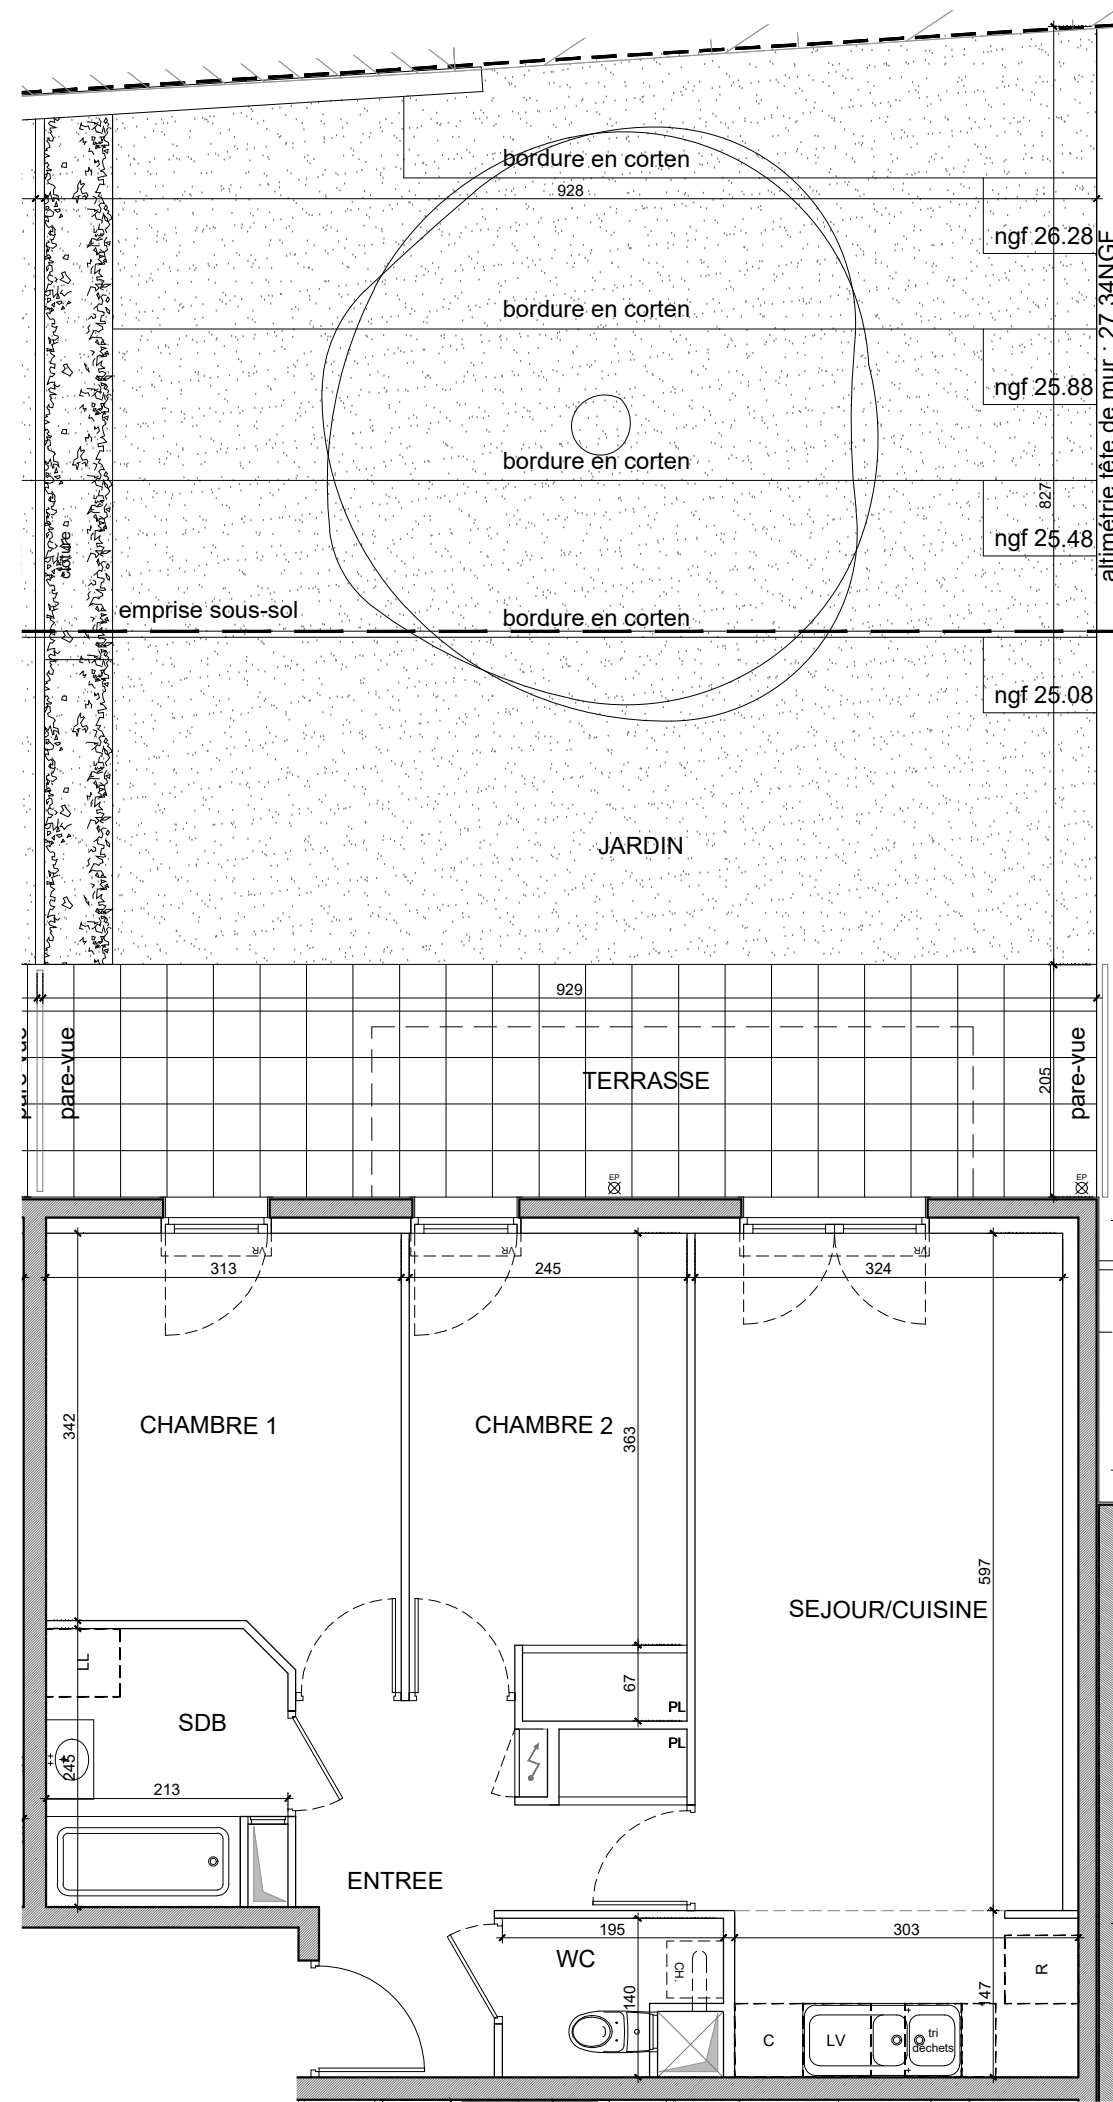 bordure en corten
928
ngf 26.28
altimétrie tête de mur : 27.34NGF
bordure en corten
ngf 25.88
bordure en corten
827
ngf 25.48
cloture
emprise sous-sol
bordure en corten
ngf 25.08
JARDIN
929
pare-vue
pare-vue
TERRASSE
205
pare-vue
EP
EP
VR
VR
VR
313
245
324
342
CHAMBRE 1
CHAMBRE 2
363
597
SEJOUR/CUISINE
LL
67
PL
SDB
PL
245
213
ENTREE
195
303
WC
CH.
R
140
147
C
LV
tri
déchets